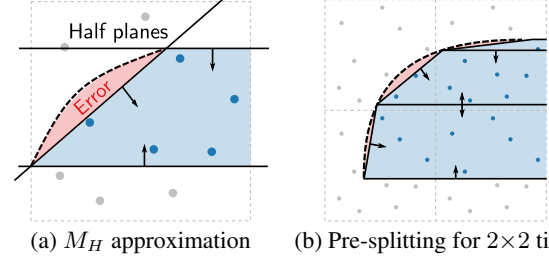 Half planes
Error
(a) M_H approximation
(b) Pre-splitting for 2×2 ti